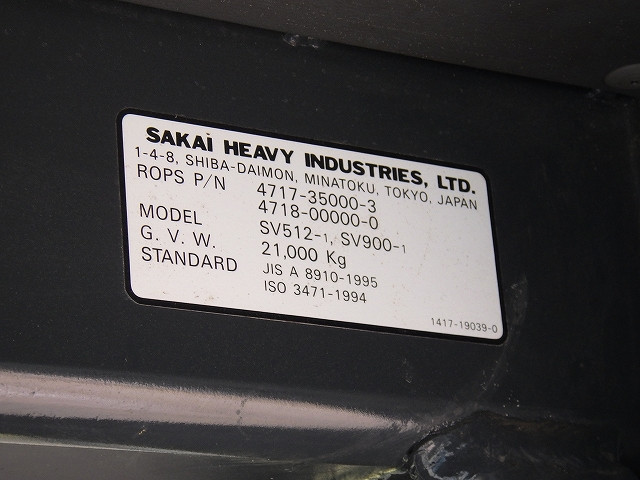 SAKAI HEAVY INDUSTRIES, LTD.
1-4-8, SHIBA-DAIMON, MINATOKU, TOKYO, JAPAN
ROPS P/N 4717-35000-3
4718-00000-0
MODEL SV512-1, SV900-1
G. V. W. 21,000 Kg
STANDARD JIS A 8910-1995
ISO 3471-1994
1417-19039-0